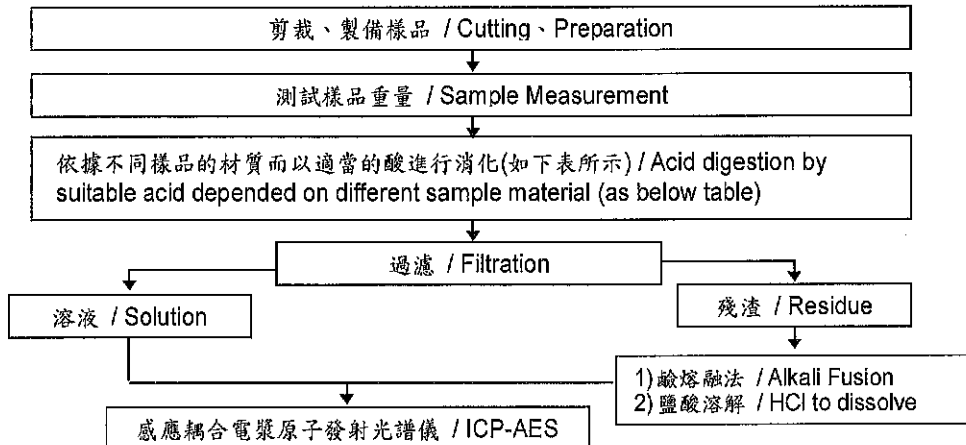 剪裁、製備樣品 / Cutting、Preparation
測試樣品重量 / Sample Measurement
依據不同樣品的材質而以適當的酸進行消化(如下表所示) / Acid digestion by
suitable acid depended on different sample material (as below table)
過濾 / Filtration
溶液 / Solution
殘渣 / Residue
1) 鹼熔融法 / Alkali Fusion
2) 鹽酸溶解 / HCl to dissolve
感應耦合電漿原子發射光譜儀 / ICP-AES